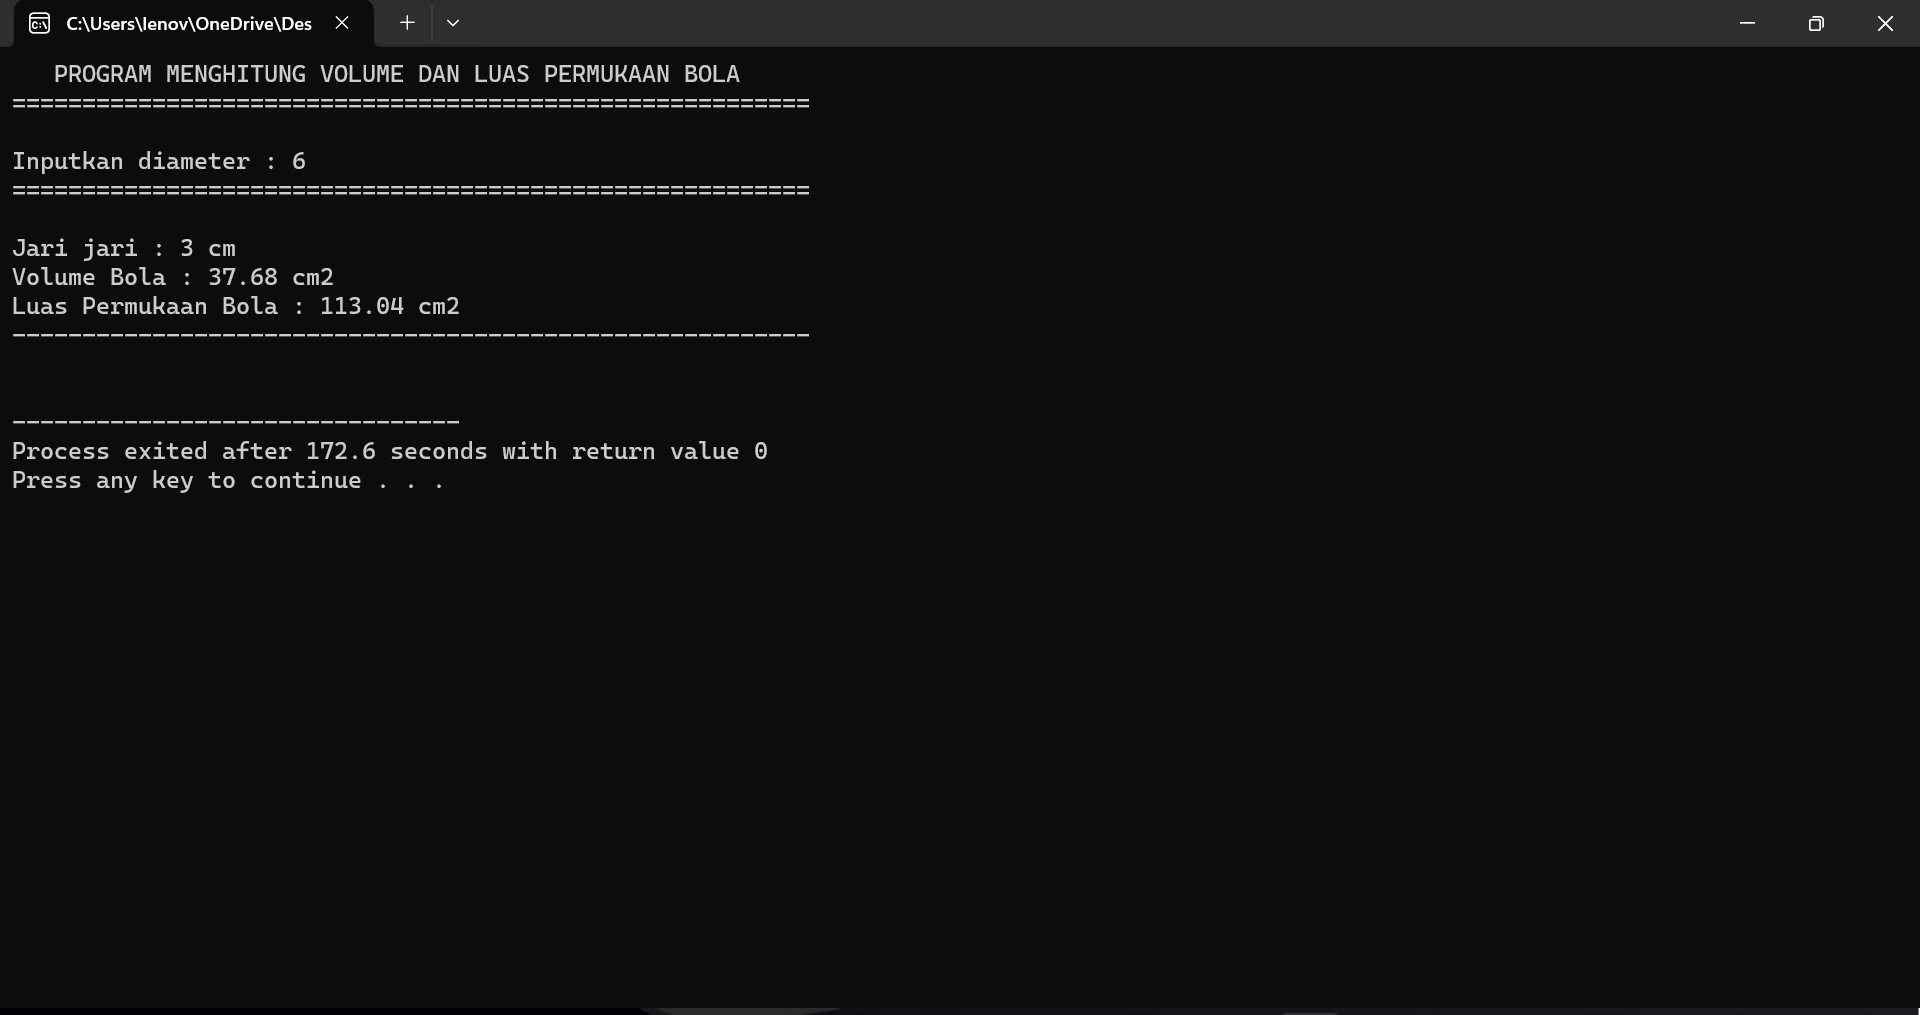 C:\Users\lenov\OneDrive\Des
PROGRAM MENGHITUNG VOLUME DAN LUAS PERMUKAAN BOLA
=========================================================
Inputkan diameter : 6
=========================================================
Jari jari : 3 cm
Volume Bola : 37.68 cm2
Luas Permukaan Bola : 113.04 cm2
---------------------------------------------------------
--------------------------------
Process exited after 172.6 seconds with return value 0
Press any key to continue . . .